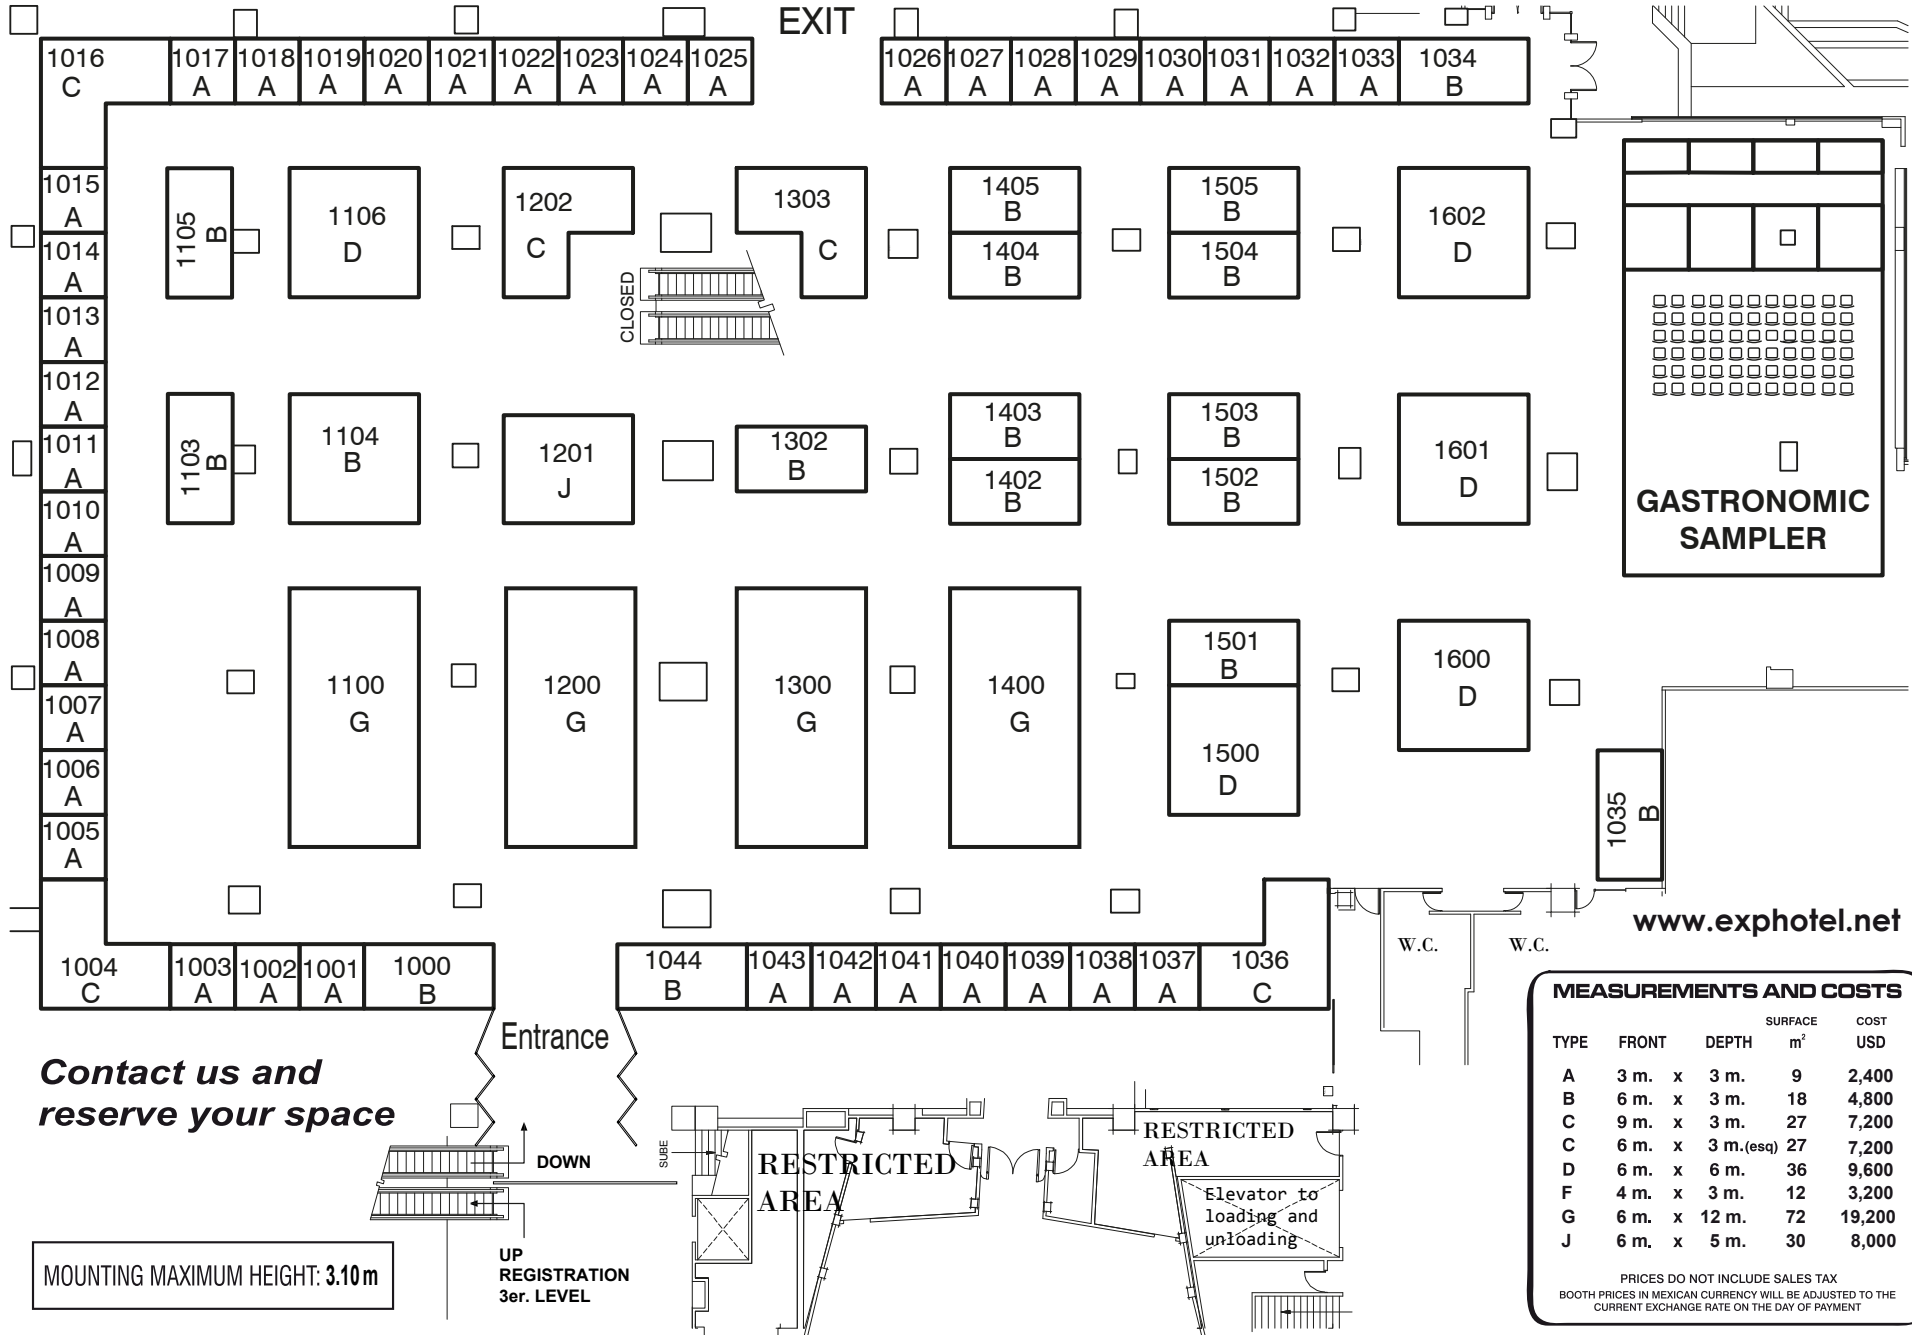 EXIT
1016
C
1017
A
1018
A
1019
A
1020
A
1021
A
1022
A
1023
A
1024
A
1025
A
1026
A
1027
A
1028
A
1029
A
1030
A
1031
A
1032
A
1033
A
1034
B
1015
A
1014
A
1013
A
1012
A
1011
A
1010
A
1009
A
1008
A
1007
A
1006
A
1005
A
1105
B
1106
D
1202
C
1303
C
CLOSED
1405
B
1404
B
1505
B
1504
B
1602
D
1103
B
1104
B
1201
J
1302
B
1403
B
1402
B
1503
B
1502
B
1601
D
GASTRONOMIC
SAMPLER
1100
G
1200
G
1300
G
1400
G
1501
B
1500
D
1600
D
1035
B
1004
C
1003
A
1002
A
1001
A
1000
B
1044
B
1043
A
1042
A
1041
A
1040
A
1039
A
1038
A
1037
A
1036
C
W.C.
W.C.
www.exphotel.net
Entrance
Contact us and
reserve your space
DOWN
UP
REGISTRATION
3er. LEVEL
SUBE
RESTRICTED
AREA
RESTRICTED
AREA
Elevator to
loading and
unloading
MOUNTING MAXIMUM HEIGHT: 3.10 m
MEASUREMENTS AND COSTS
TYPE FRONT DEPTH SURFACE m² COST USD
A 3 m. x 3 m. 9 2,400
B 6 m. x 3 m. 18 4,800
C 9 m. x 3 m. 27 7,200
C 6 m. x 3 m. (esq) 27 7,200
D 6 m. x 6 m. 36 9,600
F 4 m. x 3 m. 12 3,200
G 6 m. x 12 m. 72 19,200
J 6 m. x 5 m. 30 8,000
PRICES DO NOT INCLUDE SALES TAX
BOOTH PRICES IN MEXICAN CURRENCY WILL BE ADJUSTED TO THE
CURRENT EXCHANGE RATE ON THE DAY OF PAYMENT